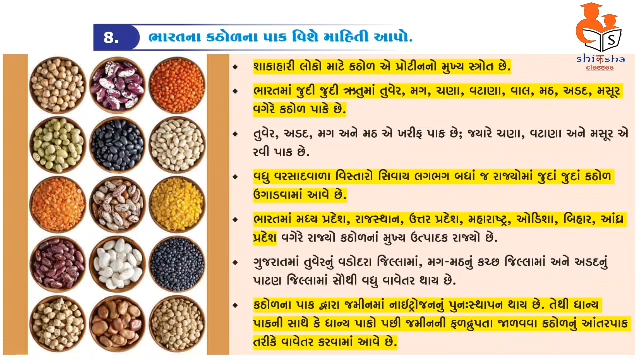 8.
ભારતના કઠોળના પાક વિશે માહિતી આપો.
shiકsha
classes
S
શાકાહારી લોકો માટે કઠોળ એ પ્રોટીનનો મુખ્ય સ્ત્રોત છે.
ભારતમાં જુદી જુદી ઋતુમાં તુવેર, મગ, ચણા, વટાણા, વાલ, મઠ, અડદ, મસૂર
વગેરે કઠોળ પાકે છે.
તુવેર, અડદ, મગ અને મઠ એ ખરીફ પાક છે; જ્યારે ચણા, વટાણા અને મસૂર એ
રવી પાક છે.
વધુ વરસાદવાળા વિસ્તારો સિવાય લગભગ બધાં જ રાજ્યોમાં જુદાં જુદાં કઠોળ
ઉગાડવામાં આવે છે.
ભારતમાં મધ્ય પ્રદેશ, રાજસ્થાન, ઉત્તર પ્રદેશ, મહારાષ્ટ્ર, ઓડિશા, બિહાર, આંધ્ર
પ્રદેશ વગેરે રાજ્યો કઠોળનાં મુખ્ય ઉત્પાદક રાજ્યો છે.
ગુજરાતમાં તુવેરનું વડોદરા જિલ્લામાં, મગ-મઠનું કચ્છ જિલ્લામાં અને અડદનું
પાટણ જિલ્લામાં સૌથી વધુ વાવેતર થાય છે.
કઠોળના પાક દ્વારા જમીનમાં નાઈટ્રોજનનું પુનઃસ્થાપન થાય છે. તેથી ધાન્ય
પાકની સાથે કે ધાન્ય પાકો પછી જમીનની ફળદ્રુપતા જાળવવા કઠોળનું આંતરપાક
તરીકે વાવેતર કરવામાં આવે છે.